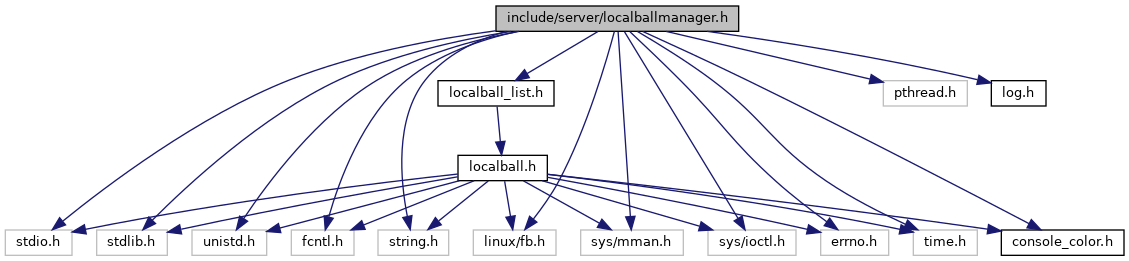 include/server/localballmanager.h
localball_list.h
pthread.h
log.h
localball.h
stdio.h
stdlib.h
unistd.h
fcntl.h
string.h
linux/fb.h
sys/mman.h
sys/ioctl.h
errno.h
time.h
console_color.h